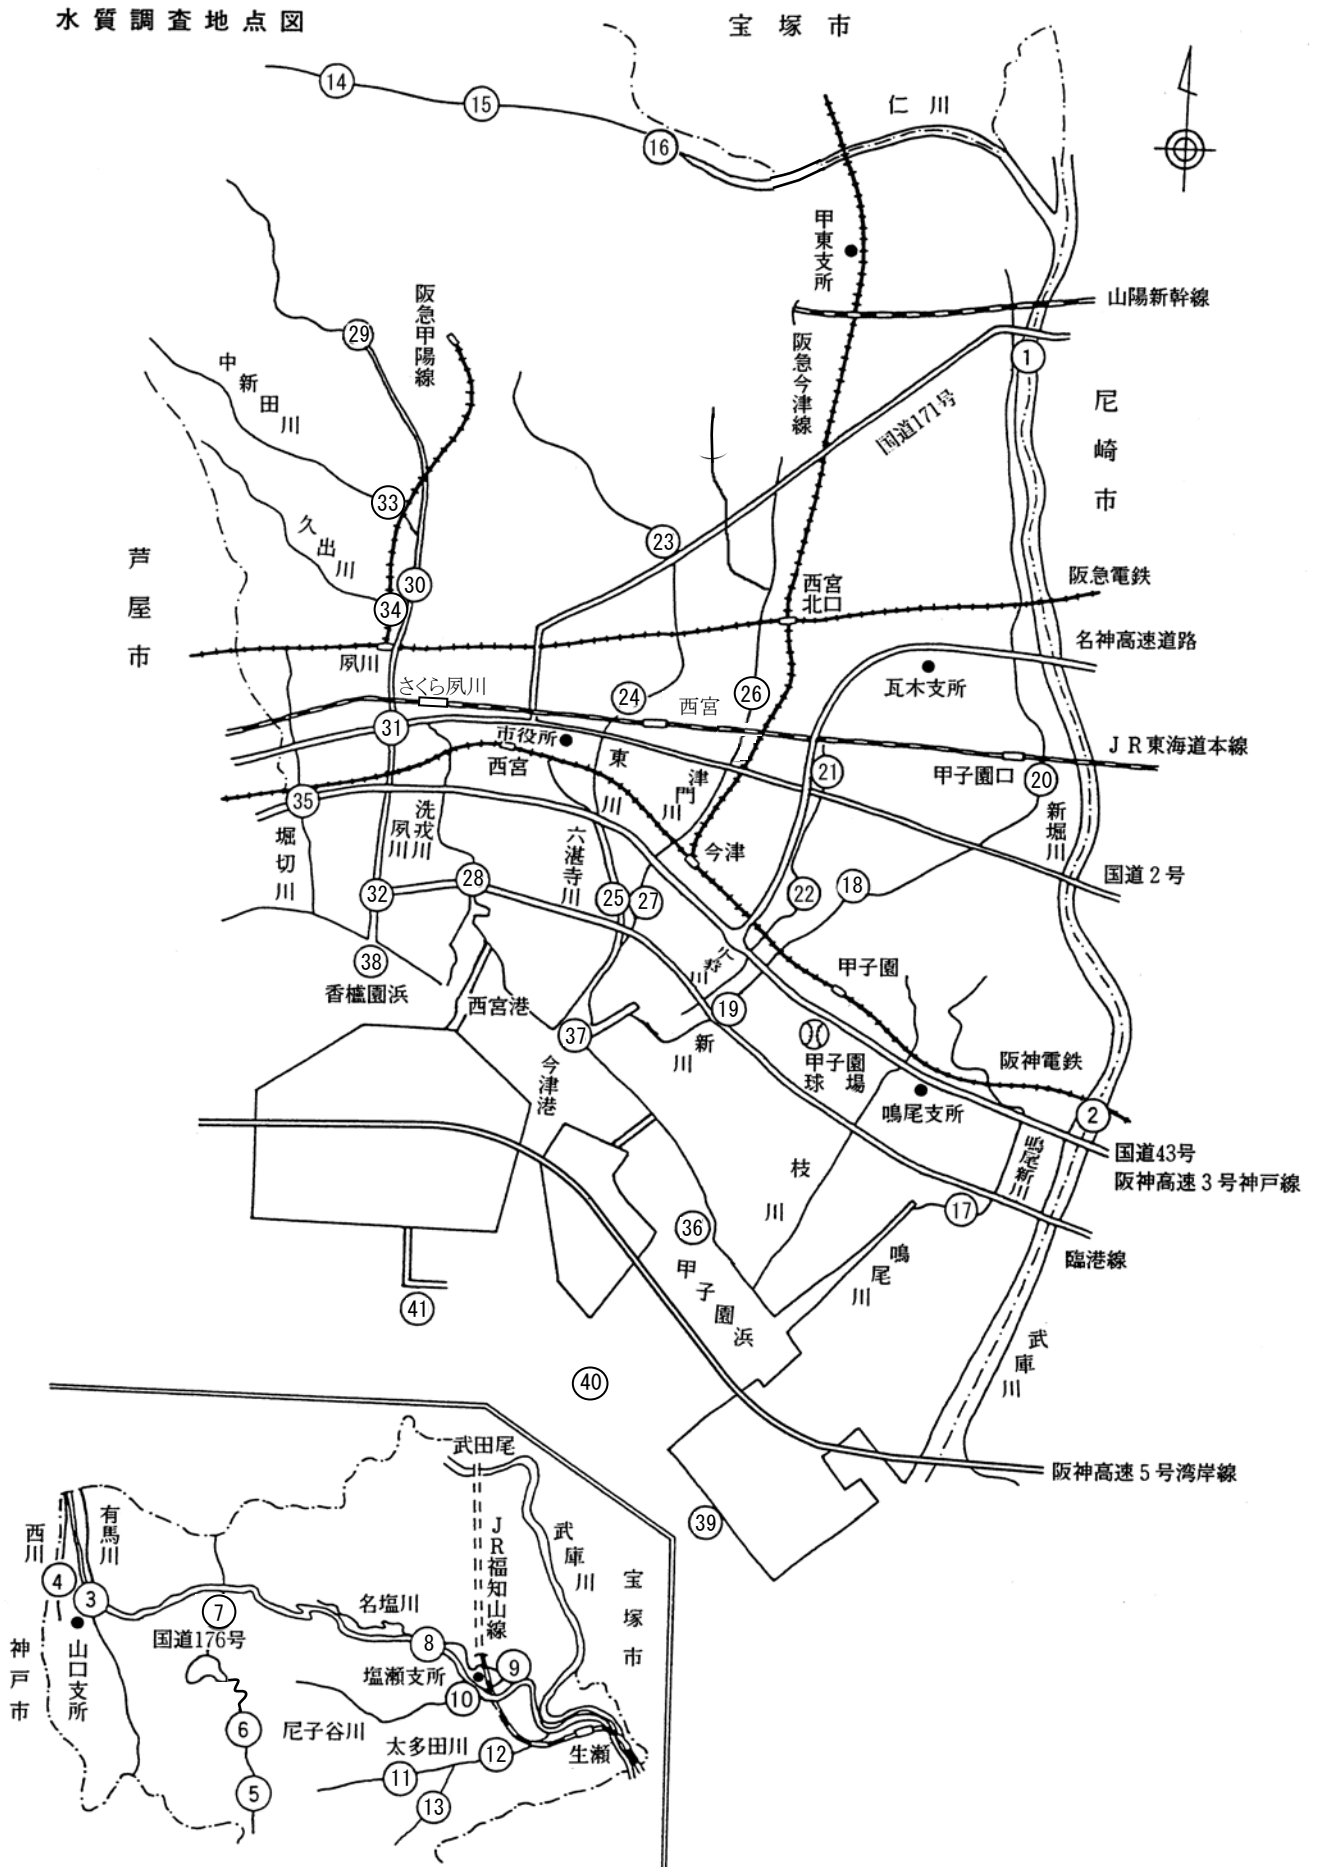 水質調査地点図
宝塚市
14
15
16
仁川
甲東支所
山陽新幹線
阪急甲陽線
29
中新田川
阪急今津線
1
国道171号
尼崎市
33
久出川
23
芦屋市
30
34
西宮
北口
阪急電鉄
名神高速道路
夙川
さくら夙川
24
西宮
26
瓦木支所
31
市役所
西宮
東川
津門川
21
甲子園口
20
JR東海道本線
35
堀切川
夙川
洗戎川
六湛寺川
今津
新堀川
国道2号
32
28
25
27
22
18
38
香櫨園浜
西宮港
久寿川
甲子園
19
37
新川
甲子園
球場
阪神電鉄
今津港
鳴尾支所
2
国道43号
阪神高速3号神戸線
鳴尾新川
枝川
17
36
臨港線
甲子園浜
鳴尾川
41
武庫川
40
阪神高速5号湾岸線
39
武田尾
西川
有馬川
JR福知山線
武庫川
宝塚市
4
3
7
名塩川
国道176号
8
神戸市
山口支所
塩瀬支所
9
10
6
尼子谷川
太多田川
12
生瀬
5
11
13